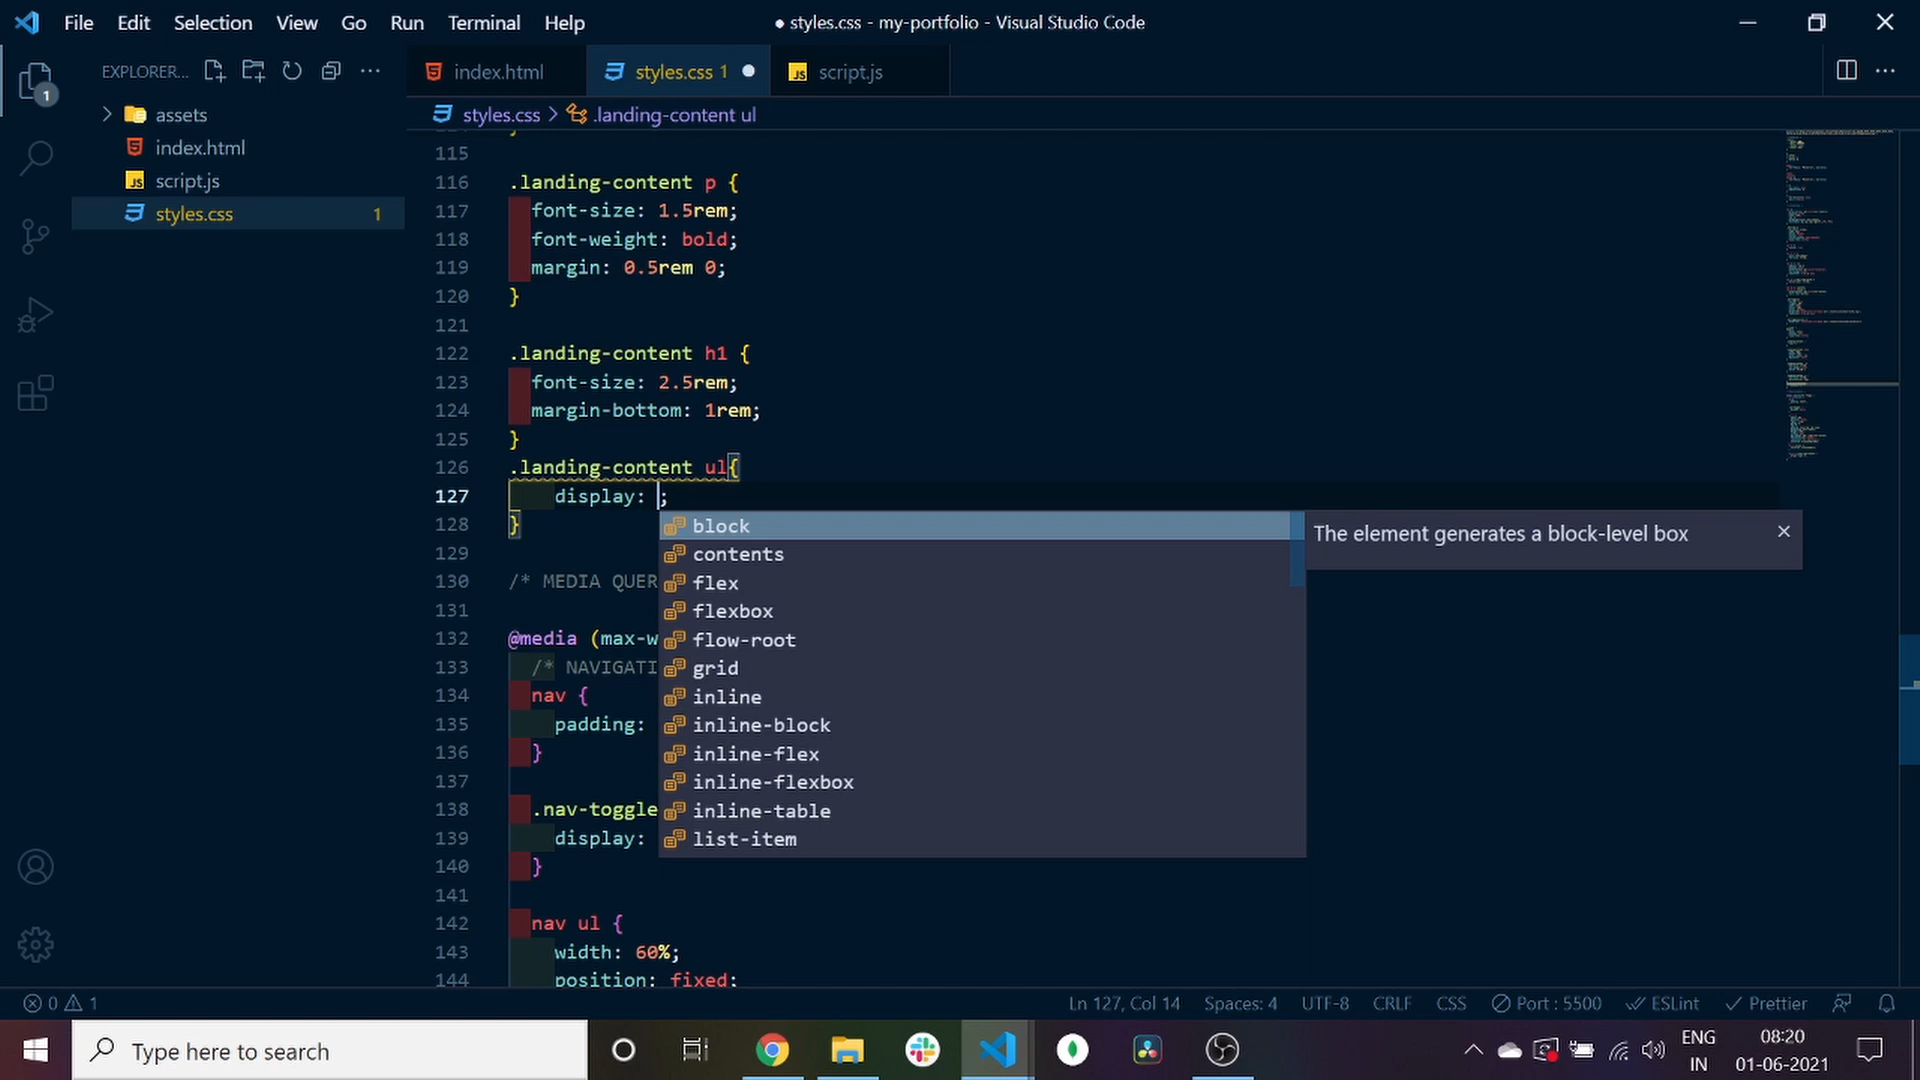 File Edit Selection View Go Run Terminal Help
● styles.css - my-portfolio - Visual Studio Code
EXPLORER...
index.html
styles.css 1
script.js
1
assets
index.html
script.js
styles.css 1
styles.css > .landing-content ul
115
116 .landing-content p {
117 font-size: 1.5rem;
118 font-weight: bold;
119 margin: 0.5rem 0;
120 }
121
122 .landing-content h1 {
123 font-size: 2.5rem;
124 margin-bottom: 1rem;
125 }
126 .landing-content ul{
127 display: ;
128 }
129
130 /* MEDIA QUER
131
132 @media (max-w
133 /* NAVIGATI
134 nav {
135 padding:
136 }
137
138 .nav-toggle
139 display:
140 }
141
142 nav ul {
143 width: 60%;
144 position: fixed;
block
contents
flex
flexbox
flow-root
grid
inline
inline-block
inline-flex
inline-flexbox
inline-table
list-item
The element generates a block-level box
0 1
Ln 127, Col 14 Spaces: 4 UTF-8 CRLF CSS Port : 5500 ESLint Prettier
Type here to search
ENG
IN
08:20
01-06-2021